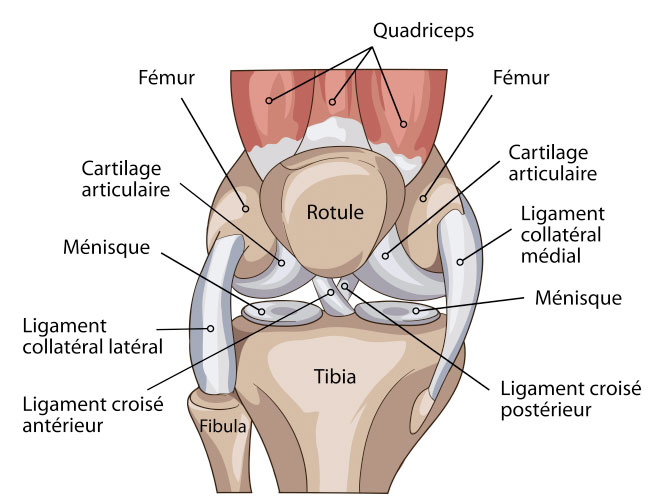 Quadriceps
Fémur
Fémur
Cartilage
articulaire
Cartilage
articulaire
Rotule
Ligament
collatéral
médial
Ménisque
Ménisque
Ligament
collatéral latéral
Tibia
Ligament croisé
postérieur
Ligament croisé
antérieur
Fibula